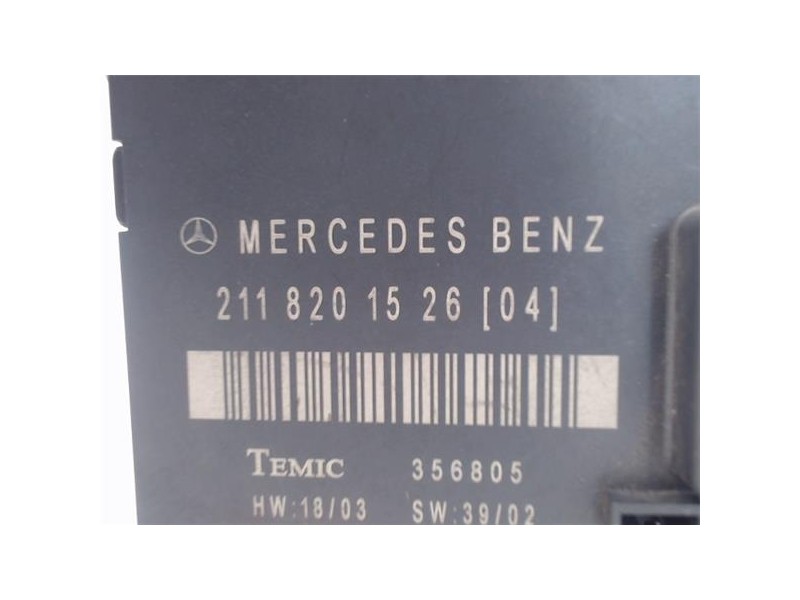 MERCEDES BENZ
211 820 15 26 [04]
TEMIC 356805
HW:18/03 SW:39/02